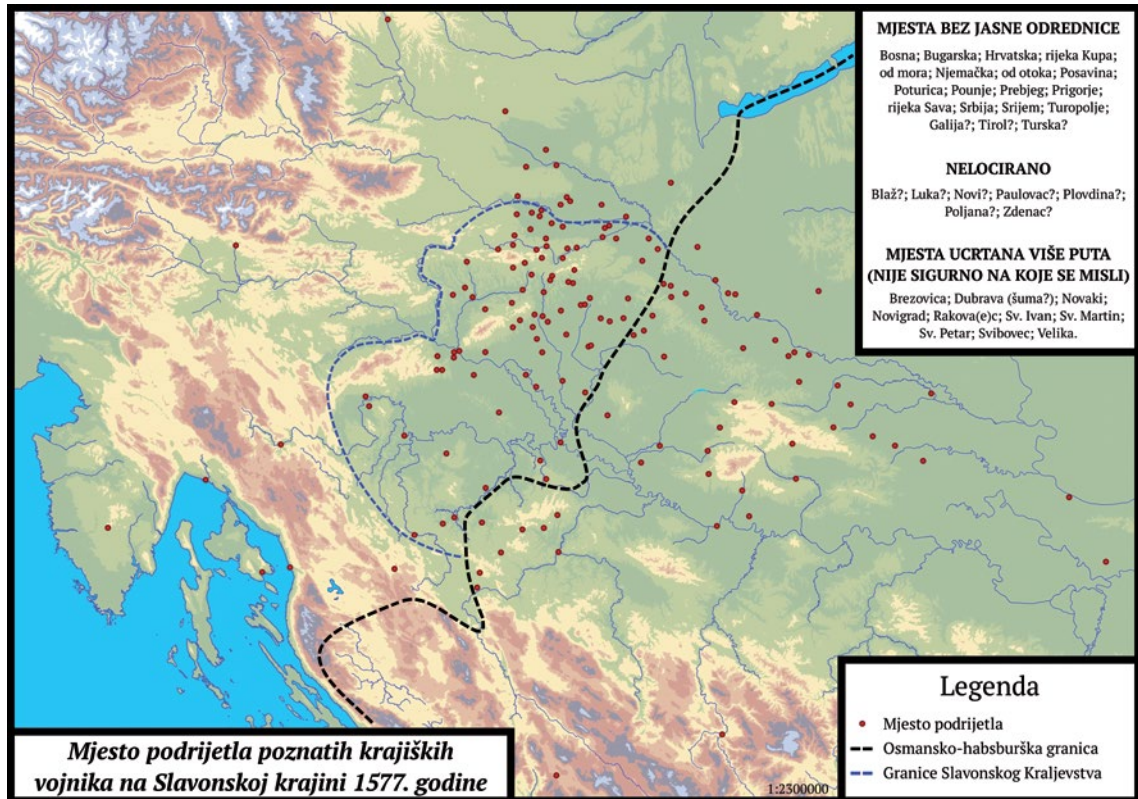 MJESTA BEZ JASNE ODREDNICE
Bosna; Bugarska; Hrvatska; rijeka Kupa;
od mora; Njemačka; od otoka; Posavina;
Poturica; Pounje; Prebjeg; Prigorje;
rijeka Sava; Srbija; Srijem; Turopolje;
Galija?; Tirol?; Turska?
NELOCIRANO
Blaž?; Luka?; Novi?; Paulovac?; Plovdina?;
Poljana?; Zdenac?
MJESTA UCRTANA VIŠE PUTA
(NIJE SIGURNO NA KOJE SE MISLI)
Brezovica; Dubrava (šuma?); Novaki;
Novigrad; Rakova(e)c; Sv. Ivan; Sv. Martin;
Sv. Petar; Svibovec; Velika.
Legenda
Mjesto podrijetla
Osmansko-habsburška granica
Granice Slavonskog Kraljevstva
Mjesto podrijetla poznatih krajiških
vojnika na Slavonskoj krajini 1577. godine
1:2300000